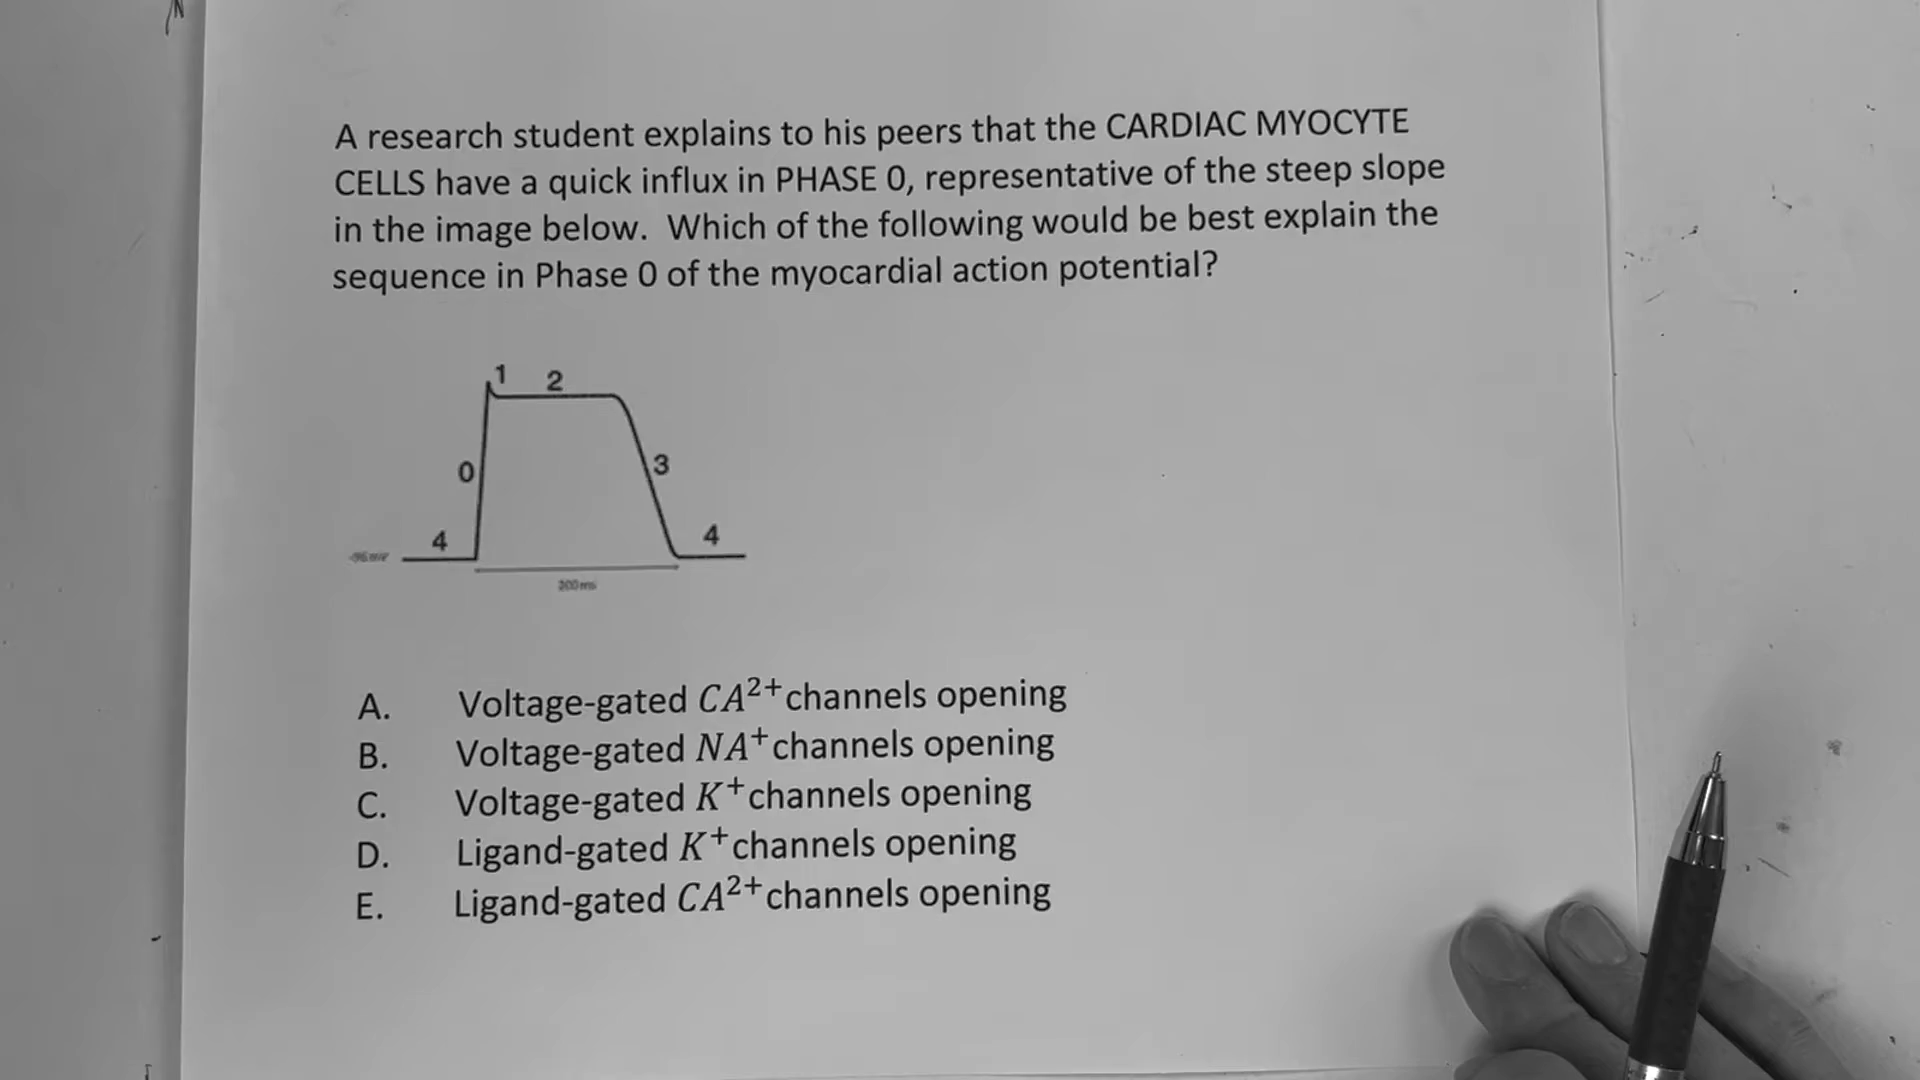 A research student explains to his peers that the CARDIAC MYOCYTE
CELLS have a quick influx in PHASE 0, representative of the steep slope
in the image below. Which of the following would be best explain the
sequence in Phase 0 of the myocardial action potential?
1 2
0
3
4
4
200ms
A. Voltage-gated CA²⁺ channels opening
B. Voltage-gated NA⁺ channels opening
C. Voltage-gated K⁺ channels opening
D. Ligand-gated K⁺ channels opening
E. Ligand-gated CA²⁺ channels opening